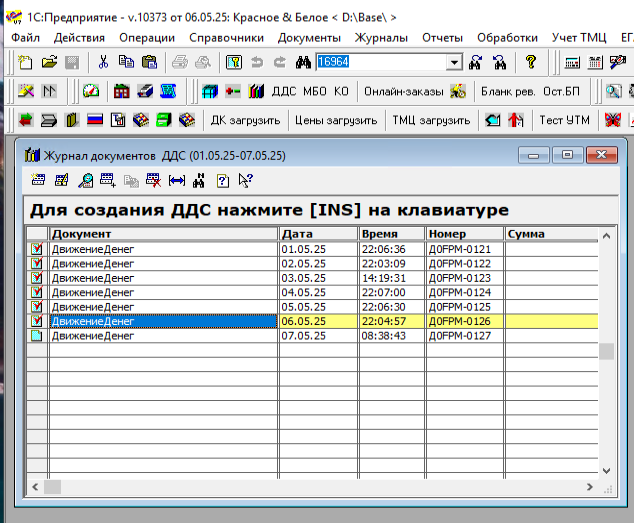 1С:Предприятие - v.10373 от 06.05.25: Красное & Белое < D:\Base\ >
Файл Действия Операции Справочники Документы Журналы Отчеты Обработки Учет ТМЦ ЕГ
16964
ДДС МБО КО Онлайн-заказы Бланк рев. Ост.БП
ДК загрузить Цены загрузить ТМЦ загрузить Тест УТМ
Журнал документов ДДС (01.05.25-07.05.25)
Для создания ДДС нажмите [INS] на клавиатуре
Документ Дата Время Номер Сумма
ДвижениеДенег 01.05.25 22:06:36 Д0FPM-0121
ДвижениеДенег 02.05.25 22:03:09 Д0FPM-0122
ДвижениеДенег 03.05.25 14:19:31 Д0FPM-0123
ДвижениеДенег 04.05.25 22:07:00 Д0FPM-0124
ДвижениеДенег 05.05.25 22:06:30 Д0FPM-0125
ДвижениеДенег 06.05.25 22:04:57 Д0FPM-0126
ДвижениеДенег 07.05.25 08:38:43 Д0FPM-0127